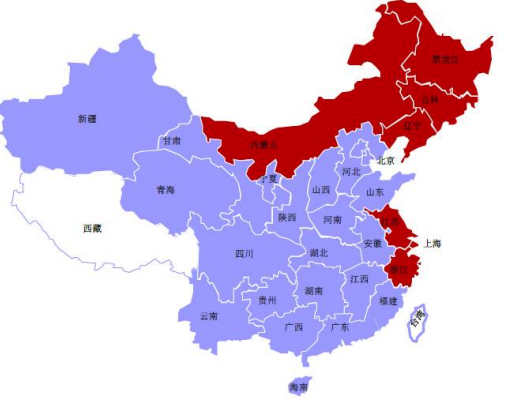 黑龙江
吉林
辽宁
新疆
甘肃
内蒙古
北京
宁夏
河北
青海
山西
山东
陕西
河南
西藏
江苏
安徽
上海
四川
湖北
浙江
江西
湖南
贵州
福建
云南
广西
广东
台湾
海南